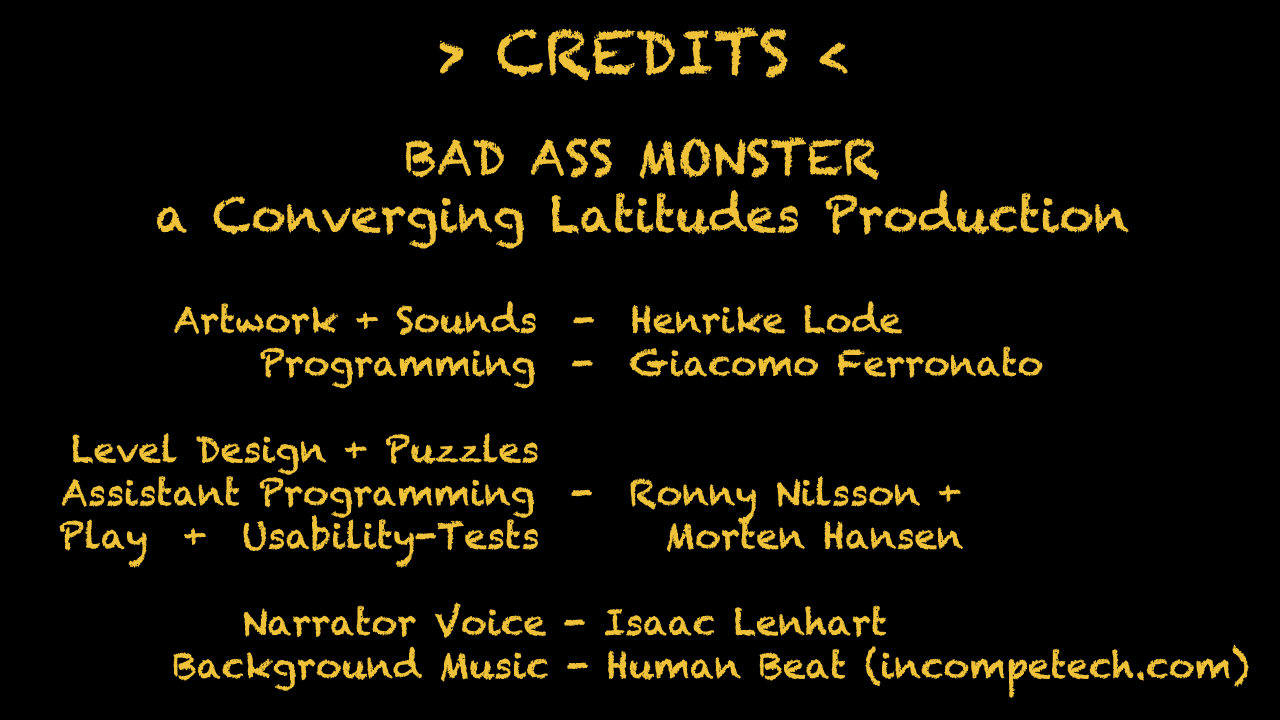 > CREDITS <
BAD ASS MONSTER
a Converging Latitudes Production
Artwork + Sounds - Henrike Lode
Programming - Giacomo Ferronato
Level Design + Puzzles
Assistant Programming - Ronny Nilsson +
Play + Usability-Tests Morten Hansen
Narrator Voice - Isaac Lenhart
Background Music - Human Beat (incompetech.com)